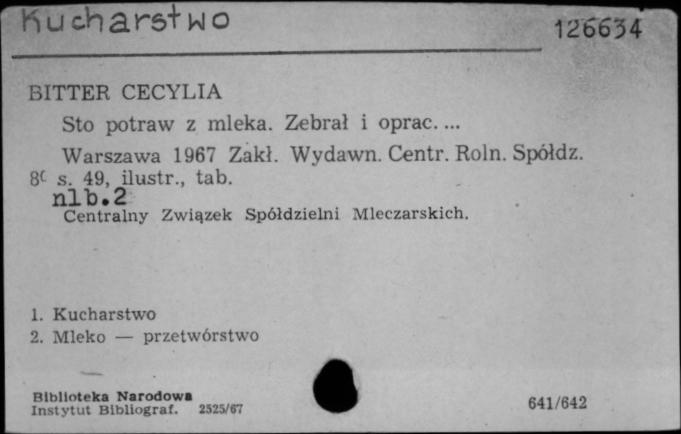 Kucharstwo
126634
BITTER CECYLIA
Sto potraw z mleka. Zebrał i oprac. ...
Warszawa 1967 Zakł. Wydawn. Centr. Roln. Spółdz.
8° s. 49, ilustr., tab.
nlb.2
Centralny Związek Spółdzielni Mleczarskich.
1. Kucharstwo
2. Mleko — przetwórstwo
Biblioteka Narodowa
Instytut Bibliograf. 2525/67
641/642